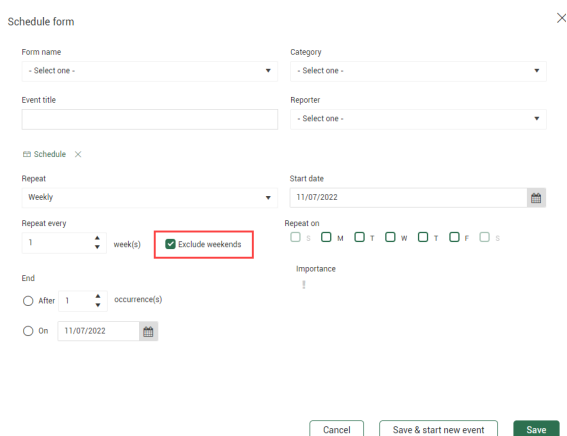 Schedule form
Form name
Category
- Select one -
- Select one -
Event title
Reporter
- Select one -
Schedule
Repeat
Start date
Weekly
11/07/2022
Repeat every
Repeat on
1 week(s) Exclude weekends
S M T W T F S
Importance
End
After 1 occurrence(s)
On 11/07/2022
Cancel Save & start new event Save